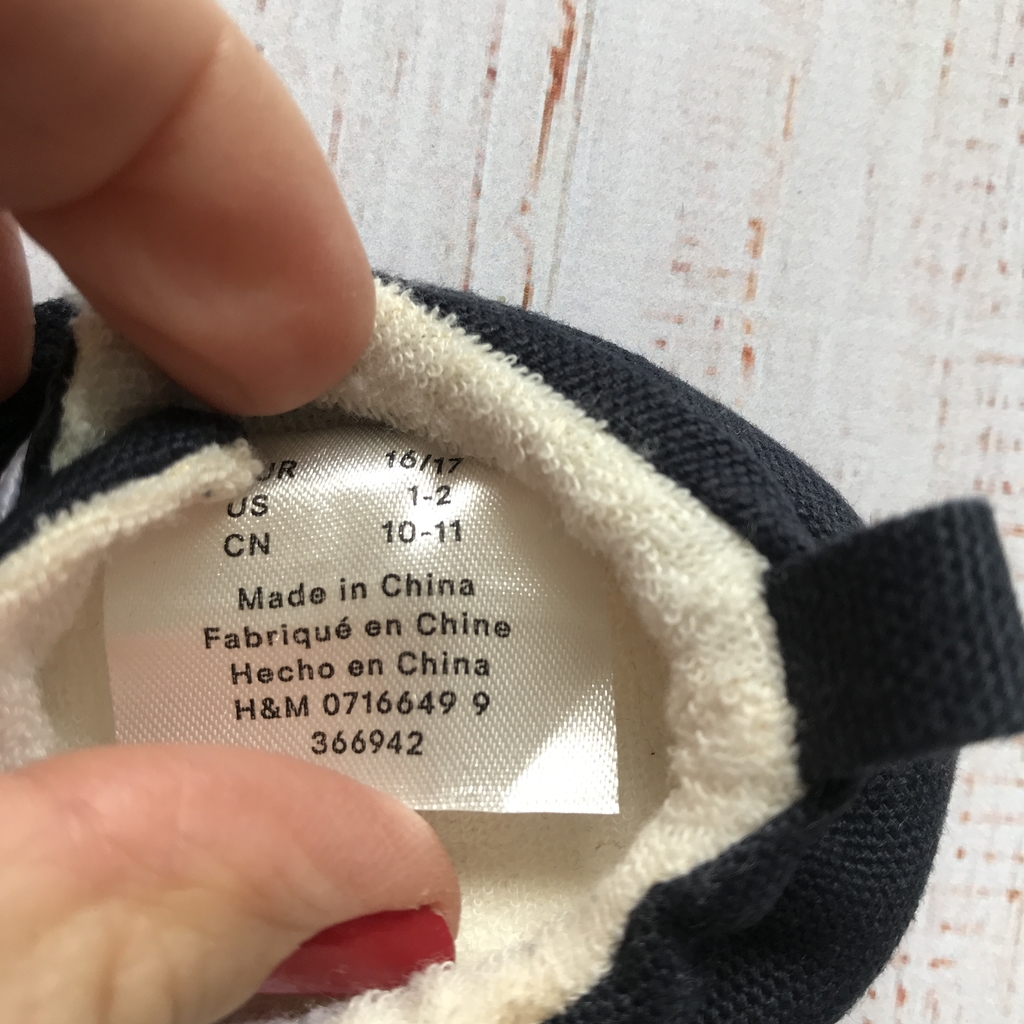 UR 16/17
US 1-2
CN 10-11
Made in China
Fabriqué en Chine
Hecho en China
H&M 0716649 9
366942